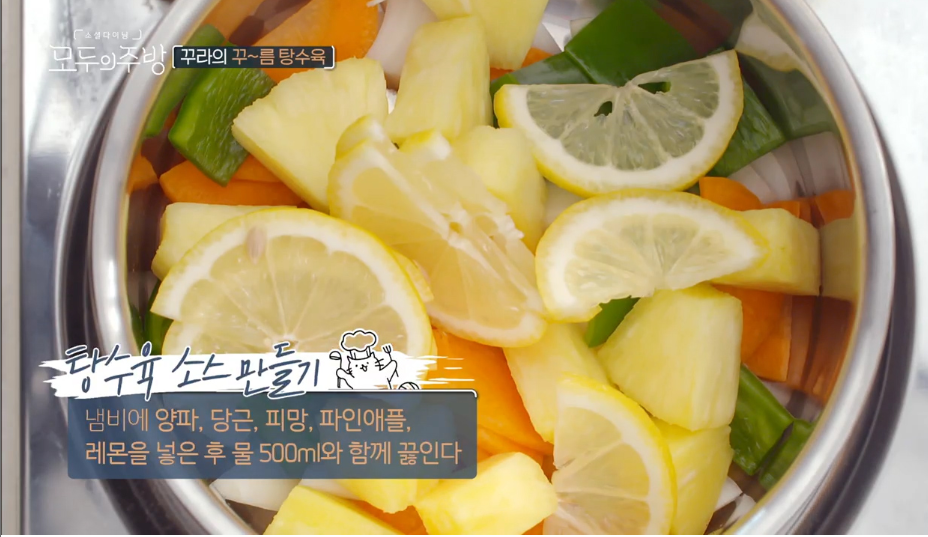 소셜다이닝
모두의주방
꾸라의 꾸~름 탕수육
탕수육 소스 만들기
냄비에 양파, 당근, 피망, 파인애플,
레몬을 넣은 후 물 500ml와 함께 끓인다